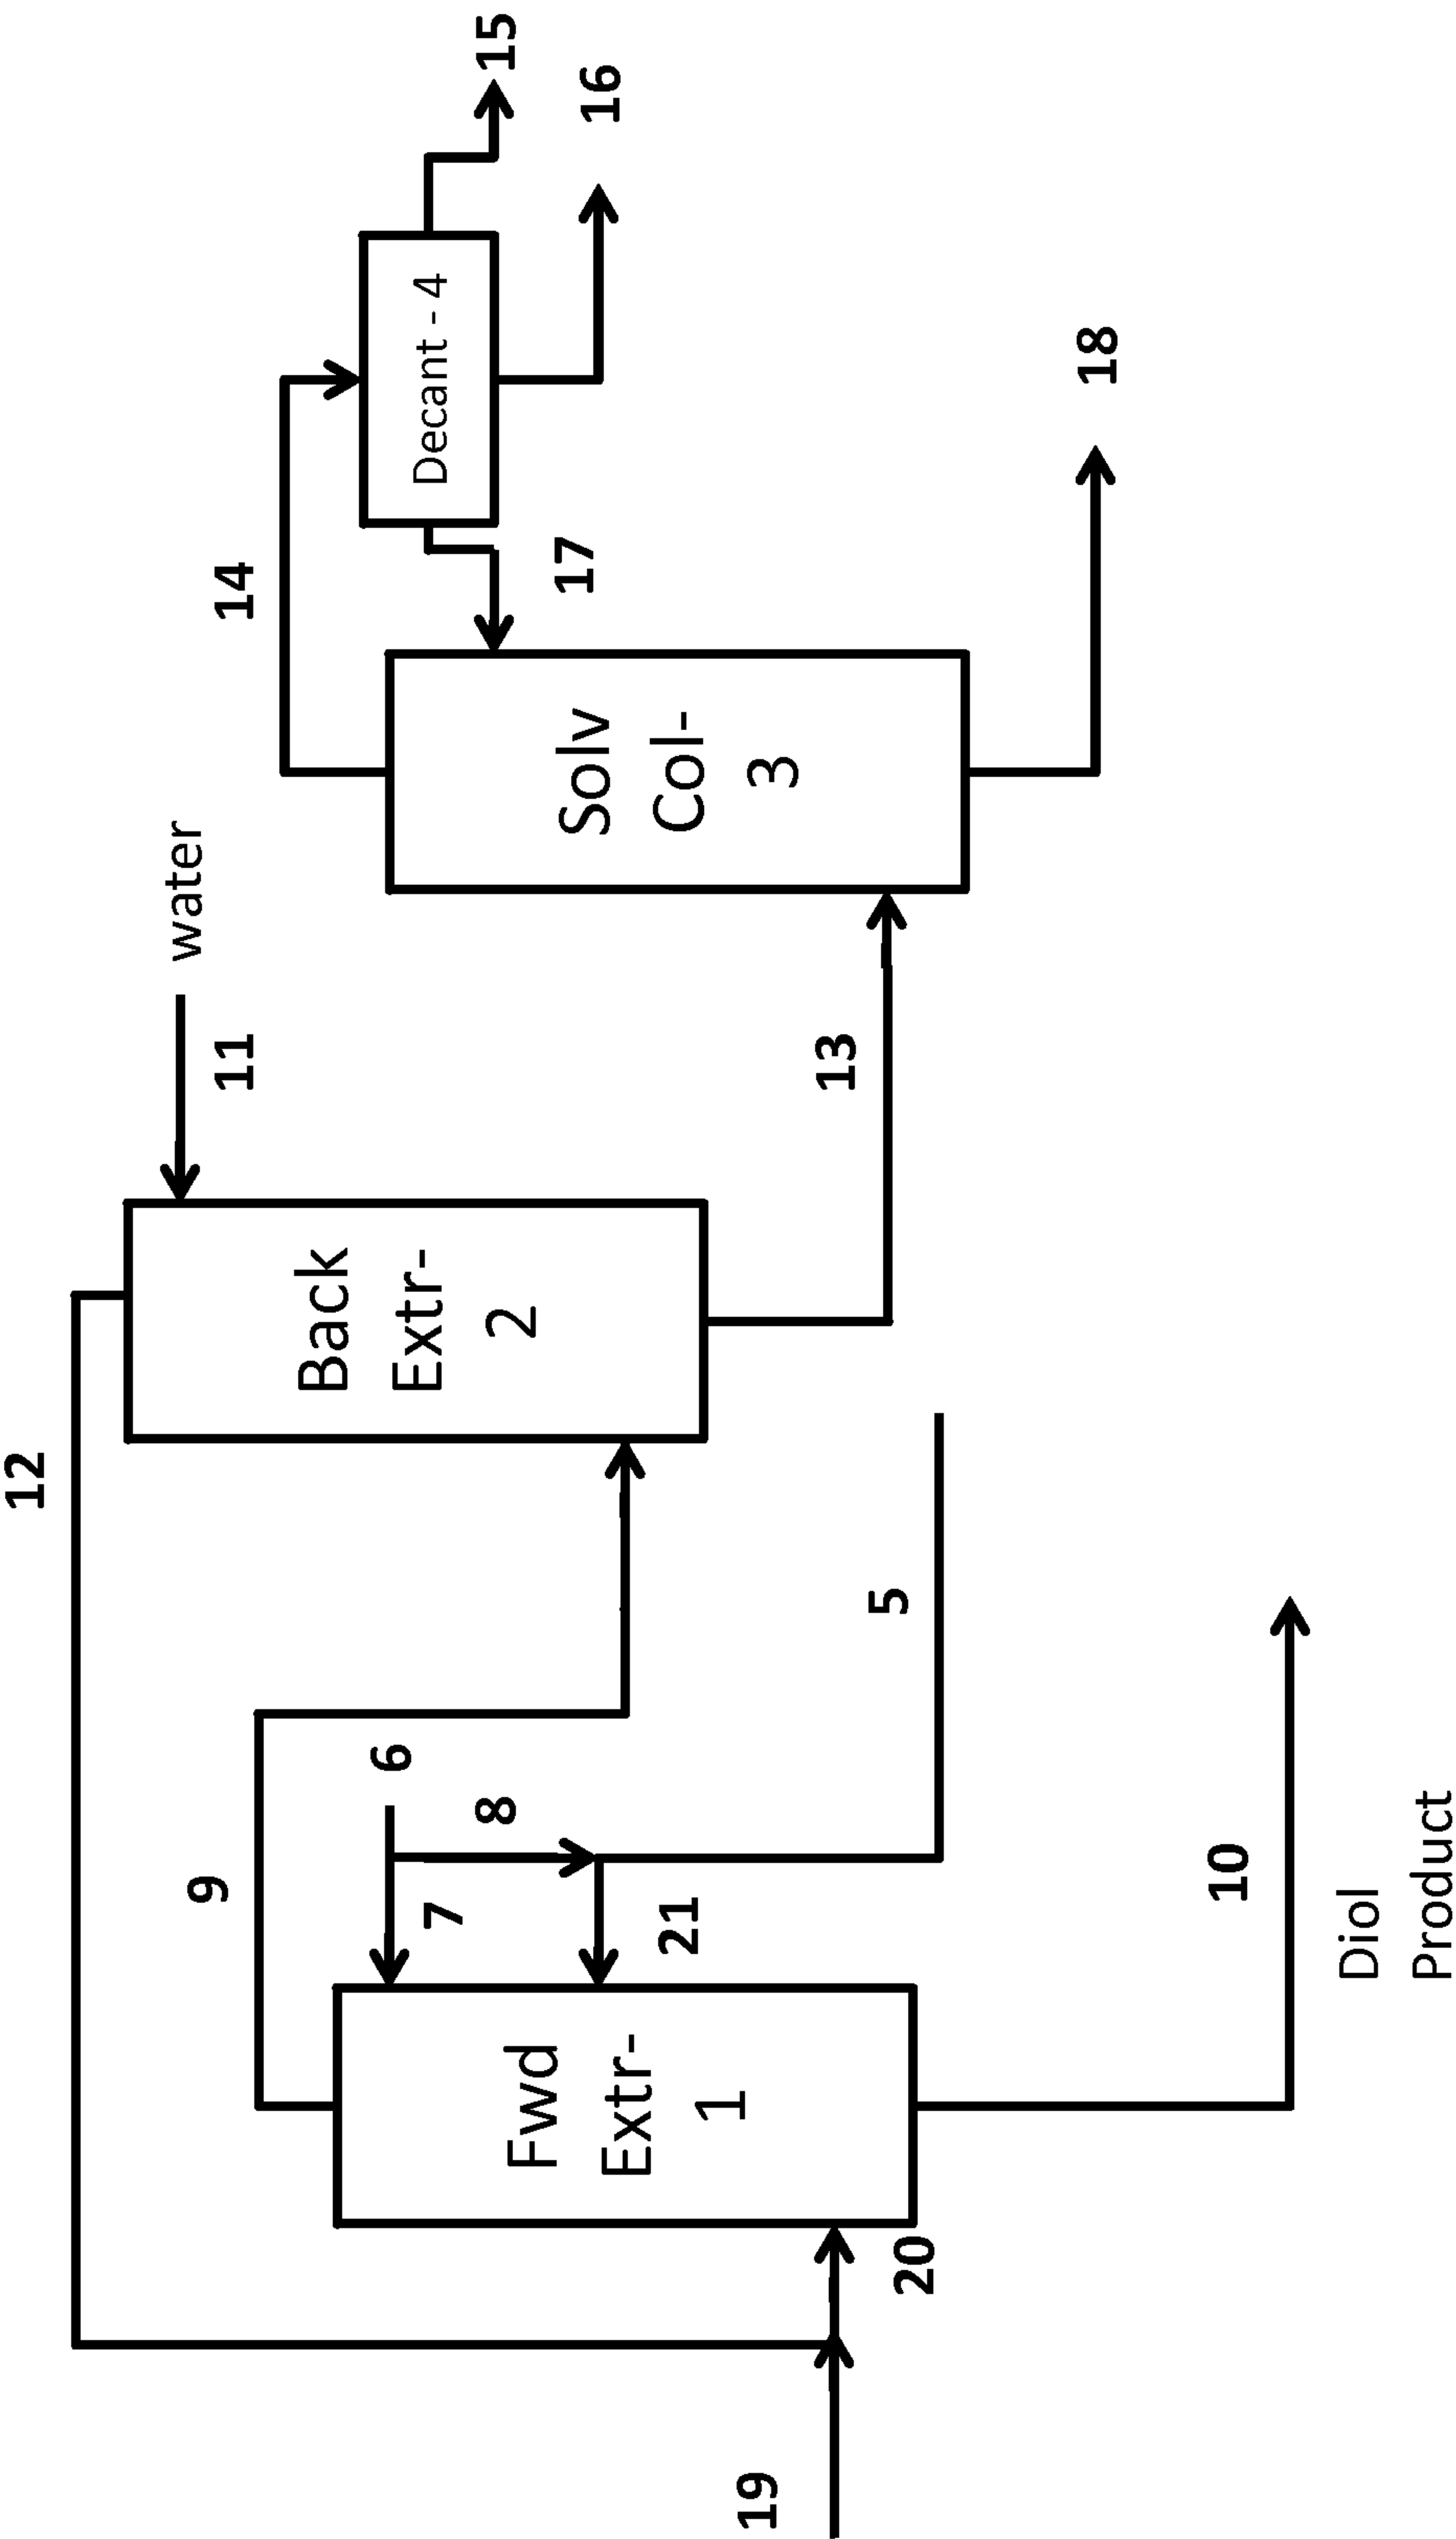 12
9
water
11
14
15
16
Decant - 4
17
6
7
8
21
Back
Extr-
2
Solv
Col-
3
Fwd
Extr-
1
5
13
18
19
20
10
Diol
Product